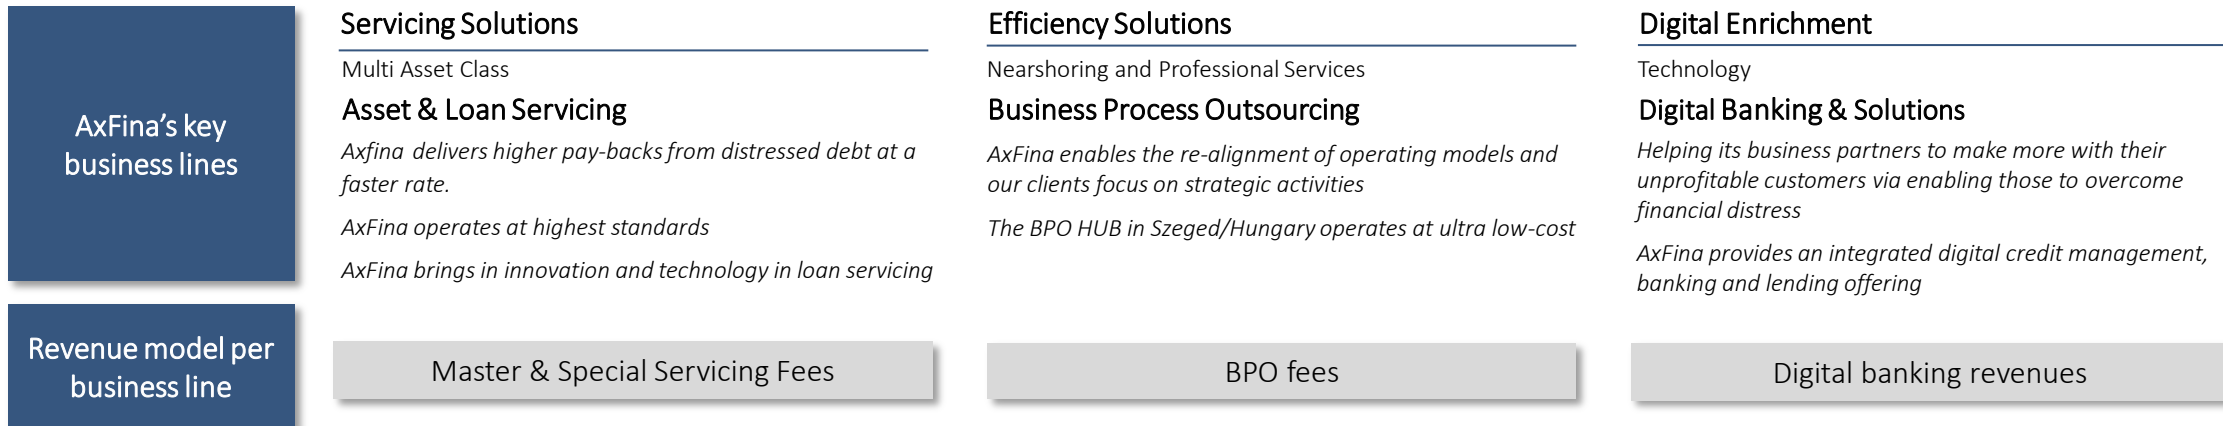 AxFina's key
business lines
Servicing Solutions
Multi Asset Class
Asset & Loan Servicing
Axfina delivers higher pay-backs from distressed debt at a
faster rate.
AxFina operates at highest standards
AxFina brings in innovation and technology in loan servicing
Efficiency Solutions
Nearshoring and Professional Services
Business Process Outsourcing
AxFina enables the re-alignment of operating models and
our clients focus on strategic activities
The BPO HUB in Szeged/Hungary operates at ultra low-cost
Digital Enrichment
Technology
Digital Banking & Solutions
Helping its business partners to make more with their
unprofitable customers via enabling those to overcome
financial distress
AxFina provides an integrated digital credit management,
banking and lending offering
Revenue model per
business line
Master & Special Servicing Fees
BPO fees
Digital banking revenues